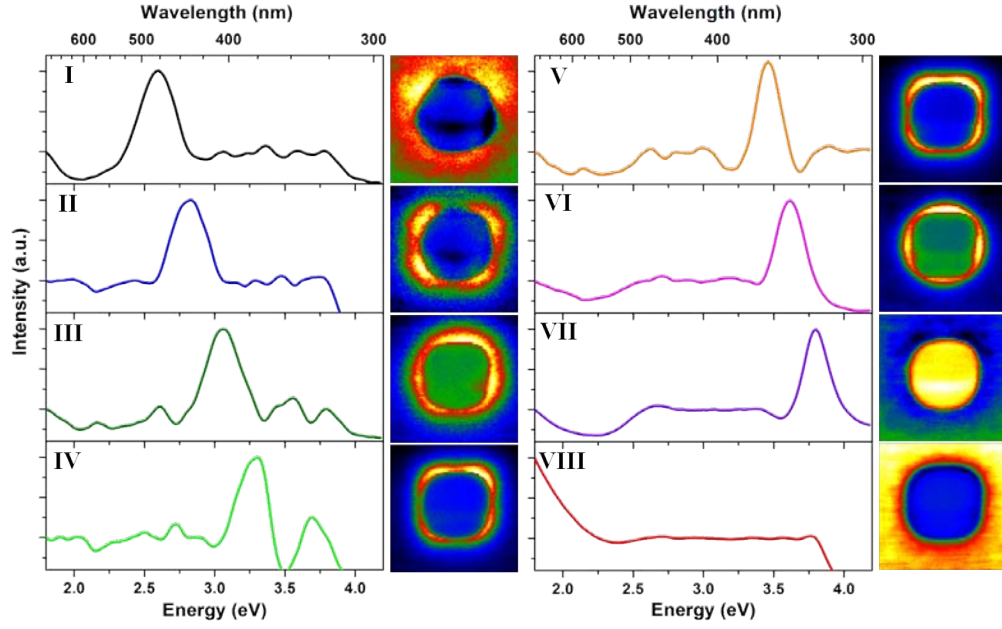 Wavelength (nm)
Wavelength (nm)
600 500 400 300
600 500 400 300
I
V
II
VI
III
VII
IV
VIII
Intensity (a.u.)
2.0 2.5 3.0 3.5 4.0
2.0 2.5 3.0 3.5 4.0
Energy (eV)
Energy (eV)